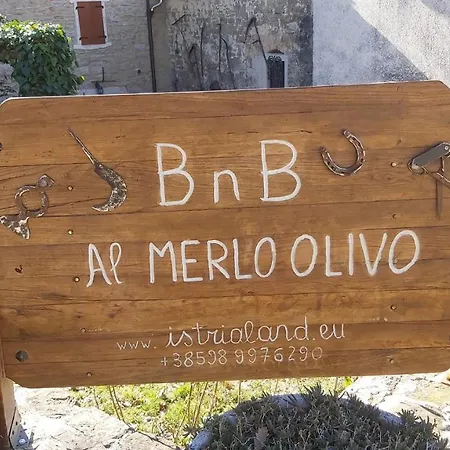 BnB
Al MERLO OLIVO
www.istrialand.eu
+38598 9976290